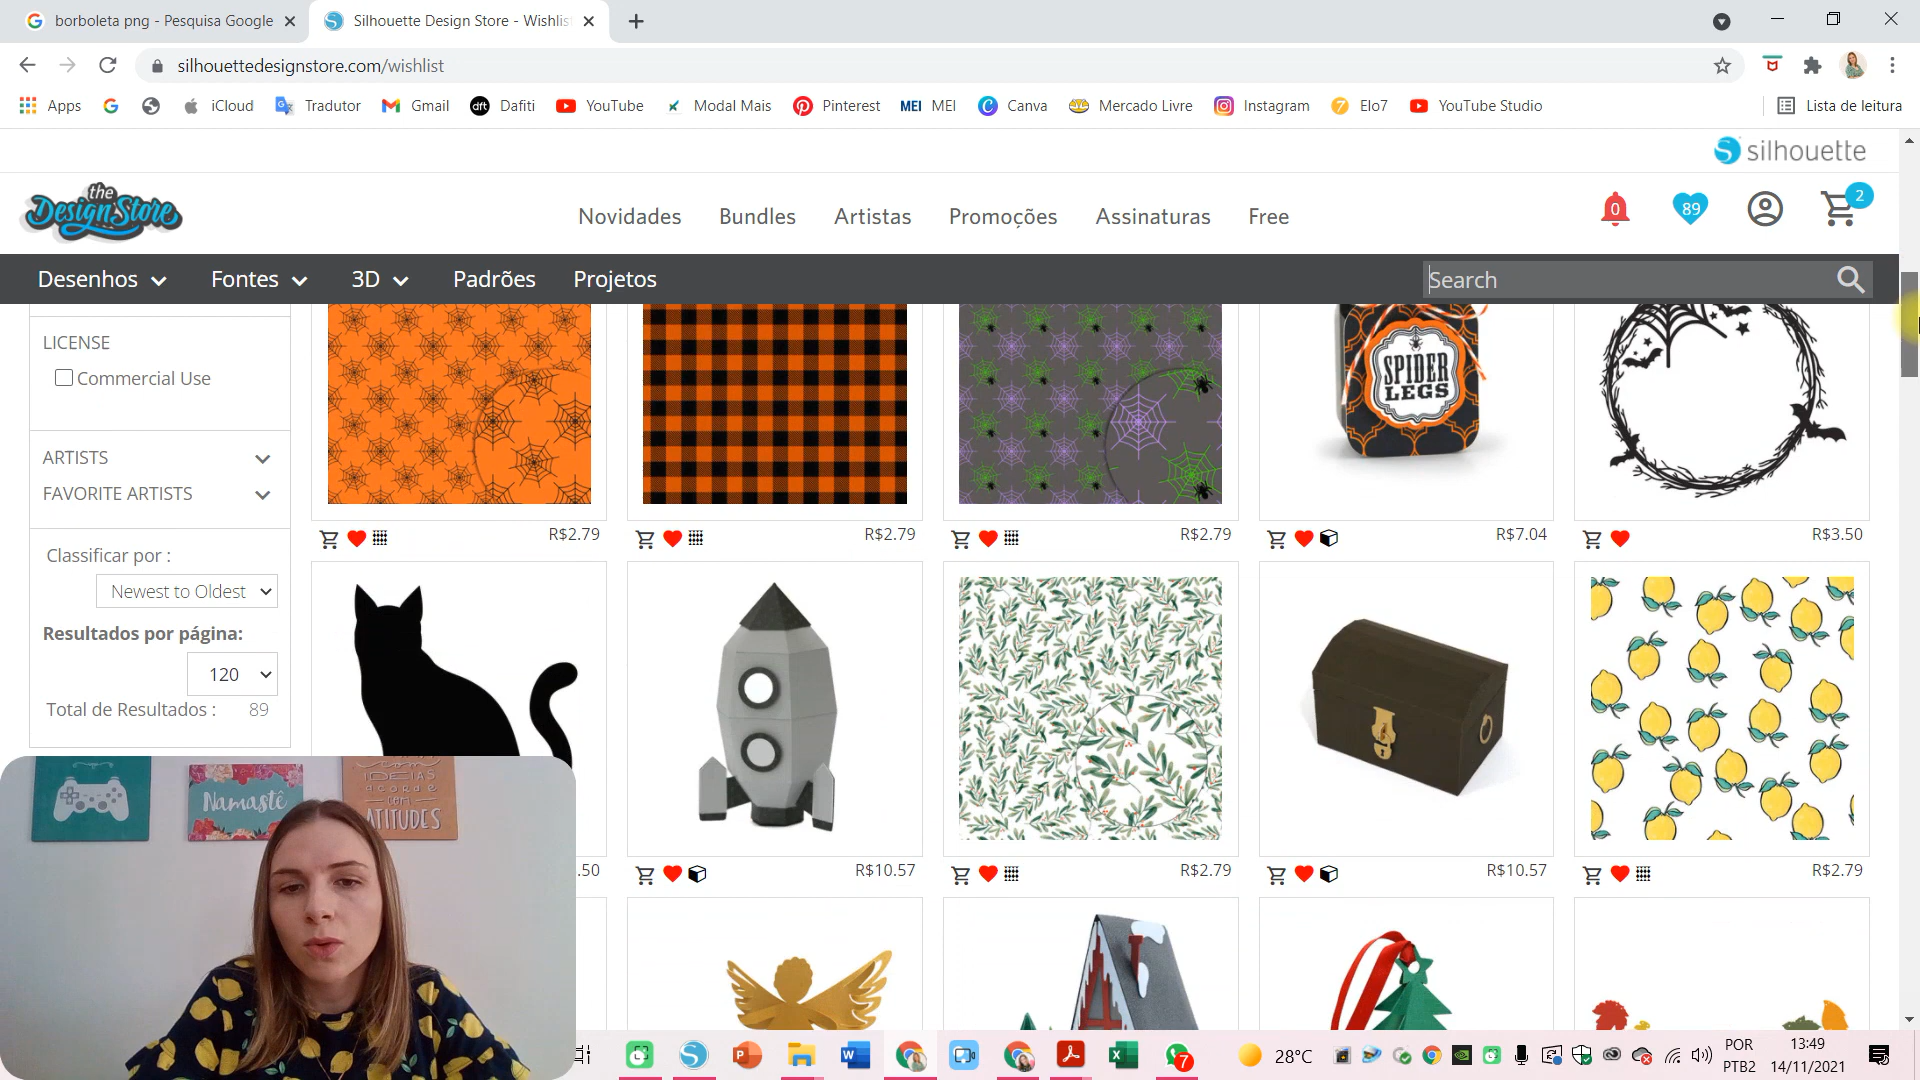 borboleta png - Pesquisa Google
Silhouette Design Store - Wishlis
silhouettedesignstore.com/wishlist
Apps
iCloud
Tradutor
Gmail
dft Dafiti
YouTube
Modal Mais
Pinterest
MEI MEI
Canva
Mercado Livre
Instagram
Elo7
YouTube Studio
Lista de leitura
silhouette
the
Design Store
Novidades
Bundles
Artistas
Promoções
Assinaturas
Free
0
89
2
Desenhos
Fontes
3D
Padrões
Projetos
Search
LICENSE
Commercial Use
ARTISTS
FAVORITE ARTISTS
Classificar por :
Newest to Oldest
Resultados por página:
120
Total de Resultados : 89
SPIDER
LEGS
R$2.79
R$2.79
R$2.79
R$7.04
R$3.50
.50
R$10.57
R$2.79
R$10.57
R$2.79
Namastê
IDEIAS
acorde
com
ATITUDES
7
28°C
POR
PTB2
13:49
14/11/2021